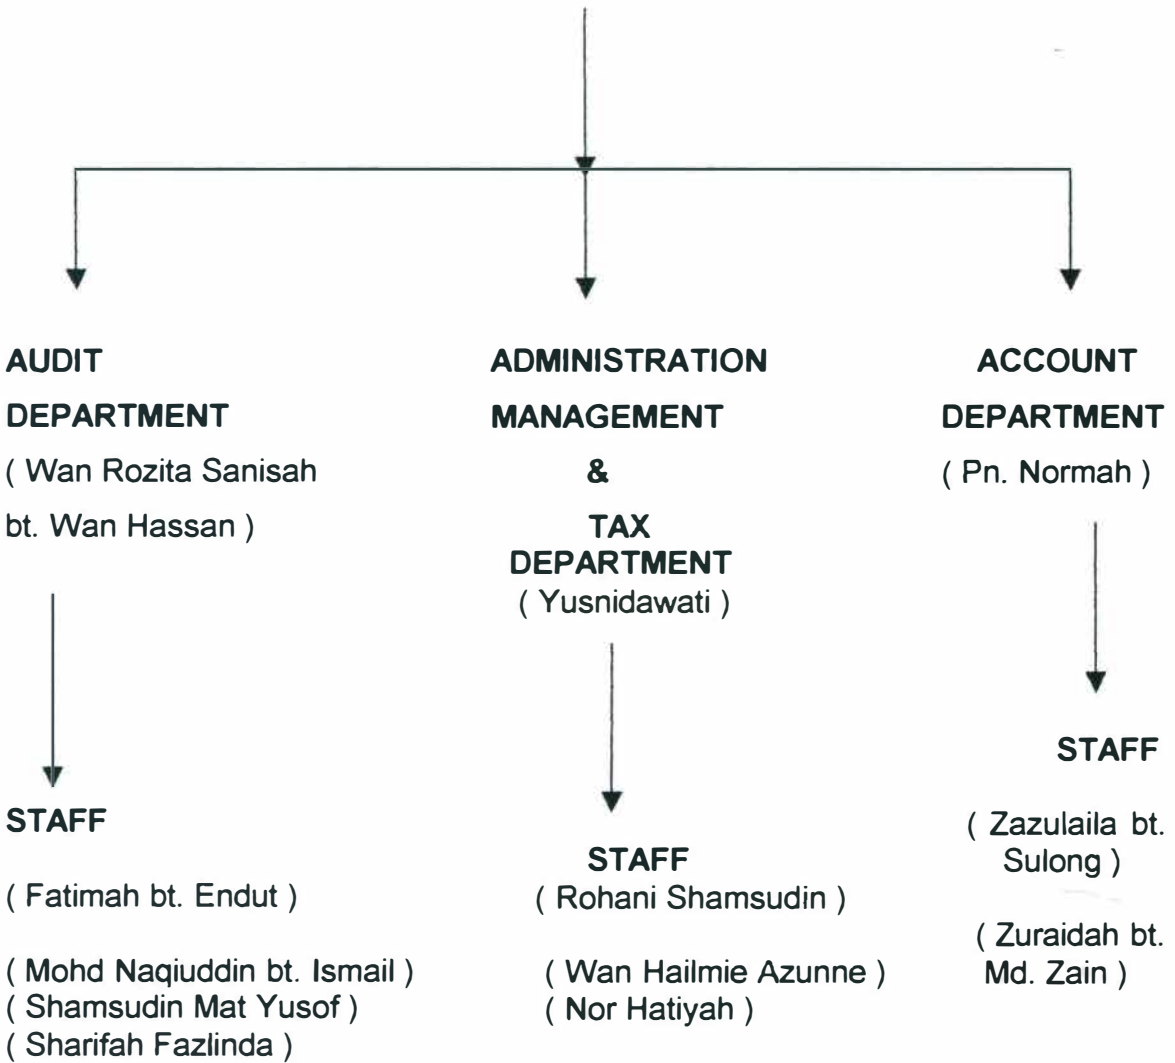 AUDIT
DEPARTMENT
( Wan Rozita Sanisah
bt. Wan Hassan )
STAFF
( Fatimah bt. Endut )
( Mohd Naqiuddin bt. Ismail )
( Shamsudin Mat Yusof )
( Sharifah Fazlinda )
ADMINISTRATION
MANAGEMENT
&
TAX
DEPARTMENT
( Yusnidawati )
STAFF
( Rohani Shamsudin )
( Wan Hailmie Azunne )
( Nor Hatiyah )
ACCOUNT
DEPARTMENT
( Pn. Normah )
STAFF
( Zazulaila bt.
Sulong )
( Zuraidah bt.
Md. Zain )